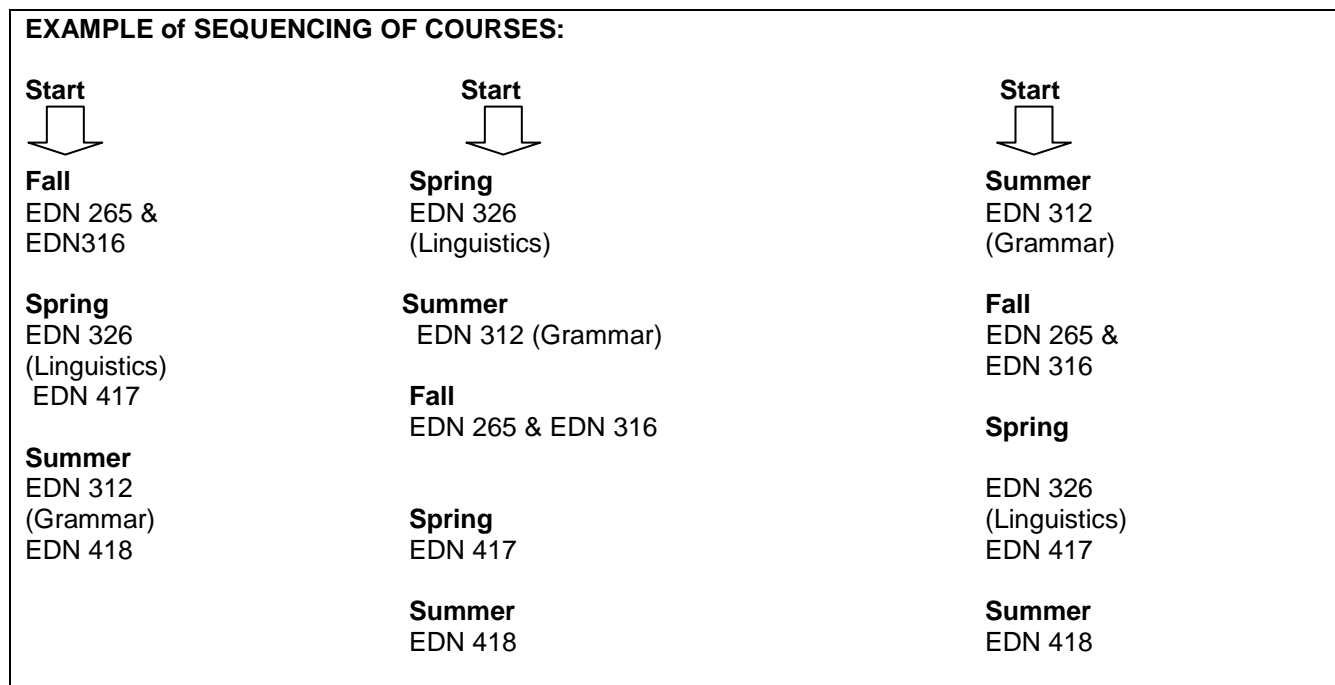 EXAMPLE of SEQUENCING OF COURSES:
Start
Fall
EDN 265 &
EDN316
Spring
EDN 326
(Linguistics)
EDN 417
Summer
EDN 312
(Grammar)
EDN 418
Start
Spring
EDN 326
(Linguistics)
Summer
EDN 312 (Grammar)
Fall
EDN 265 & EDN 316
Spring
EDN 417
Summer
EDN 418
Start
Summer
EDN 312
(Grammar)
Fall
EDN 265 &
EDN 316
Spring
EDN 326
(Linguistics)
EDN 417
Summer
EDN 418